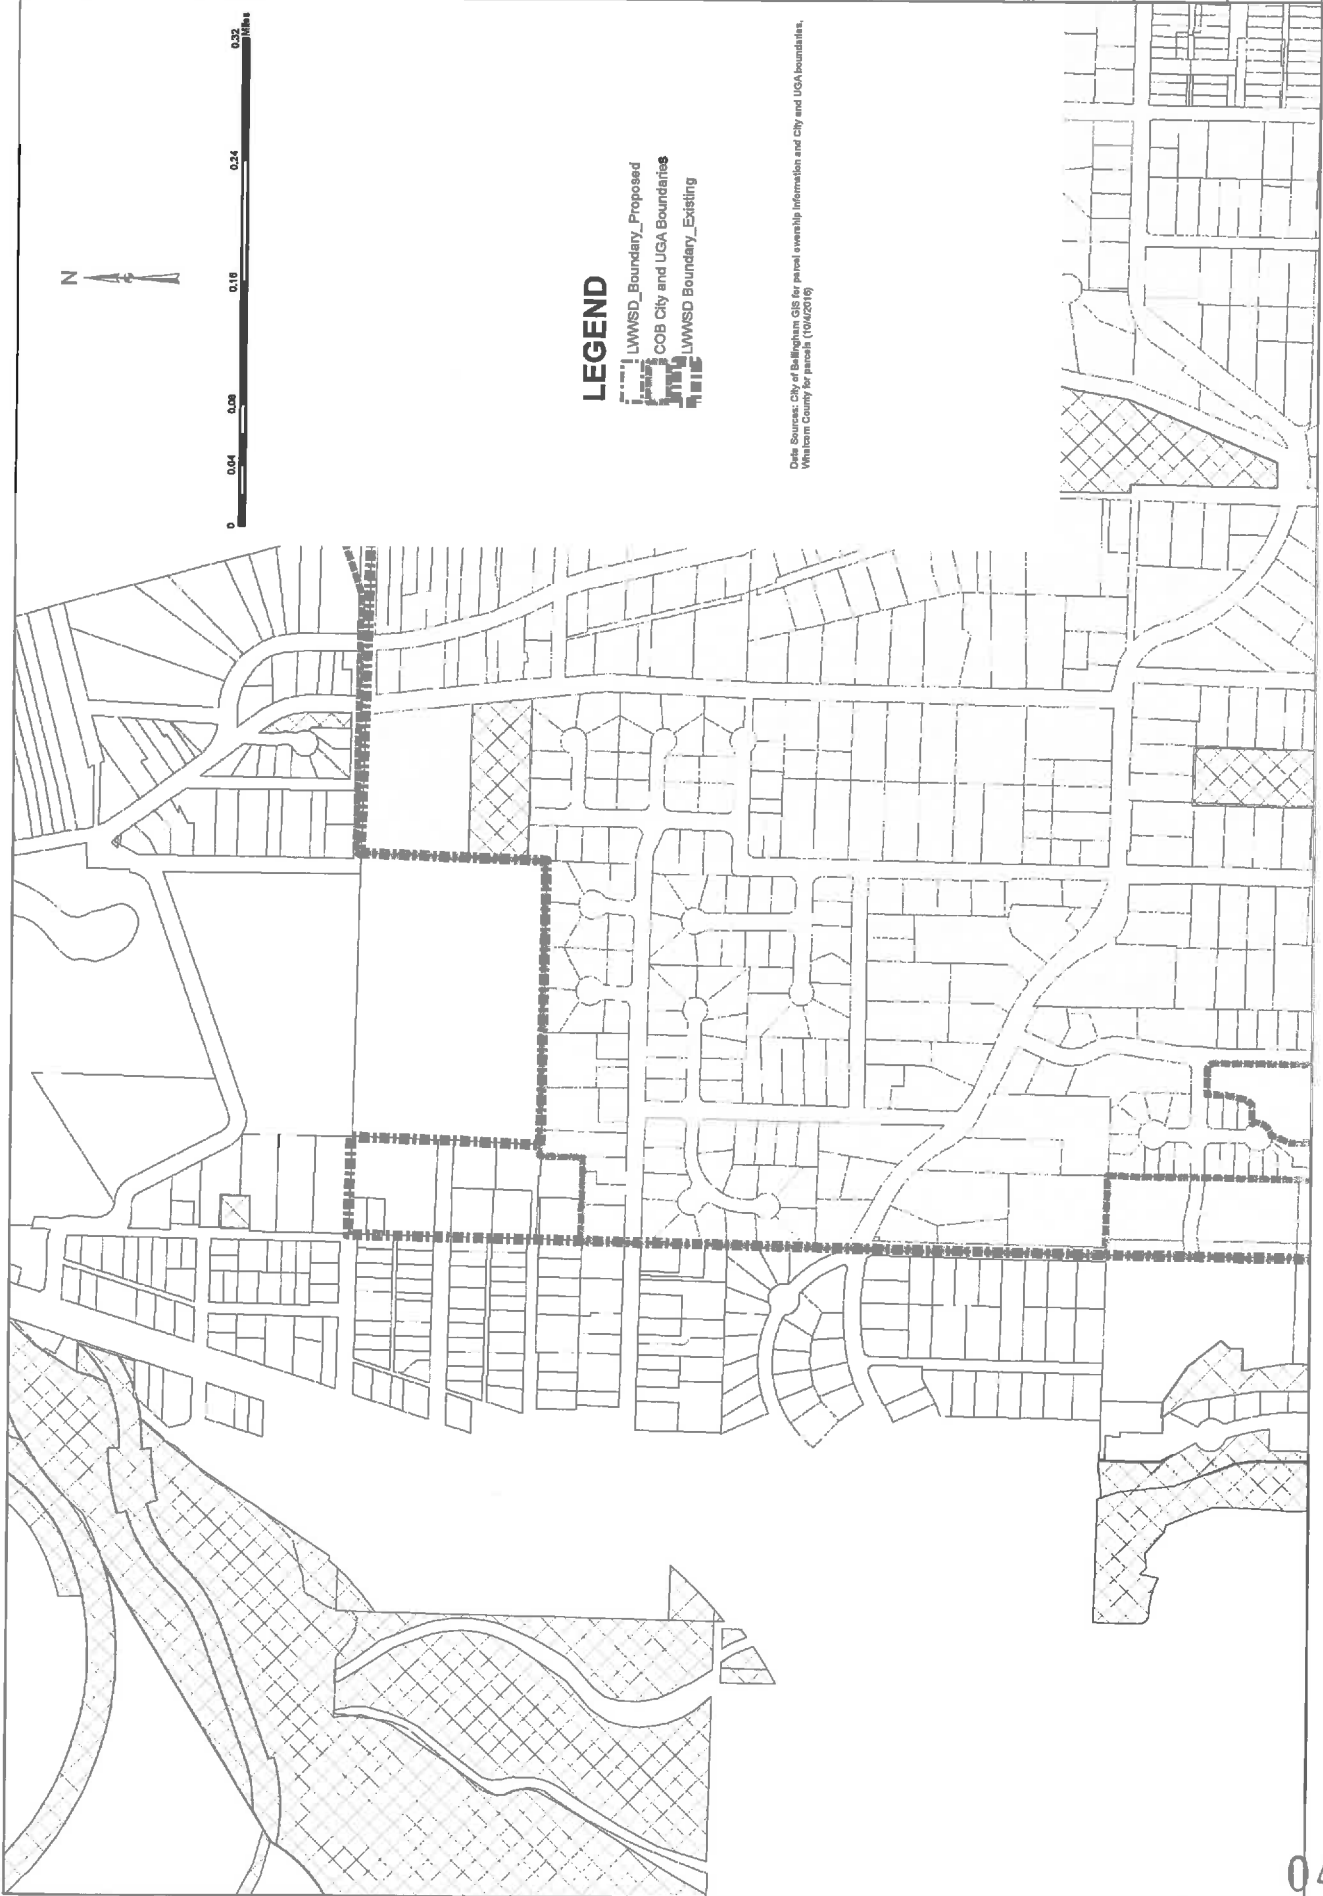 N
0 0.04 0.08 0.16 0.24 0.32
Miles
LEGEND
LWWSD_Boundary_Proposed
COB City and UGA Boundaries
LWWSD Boundary_Existing
Data Sources: City of Bellingham GIS for parcel owership information and City and UGA boundaries,
Whatcom County for parcels (10/4/2016)
04